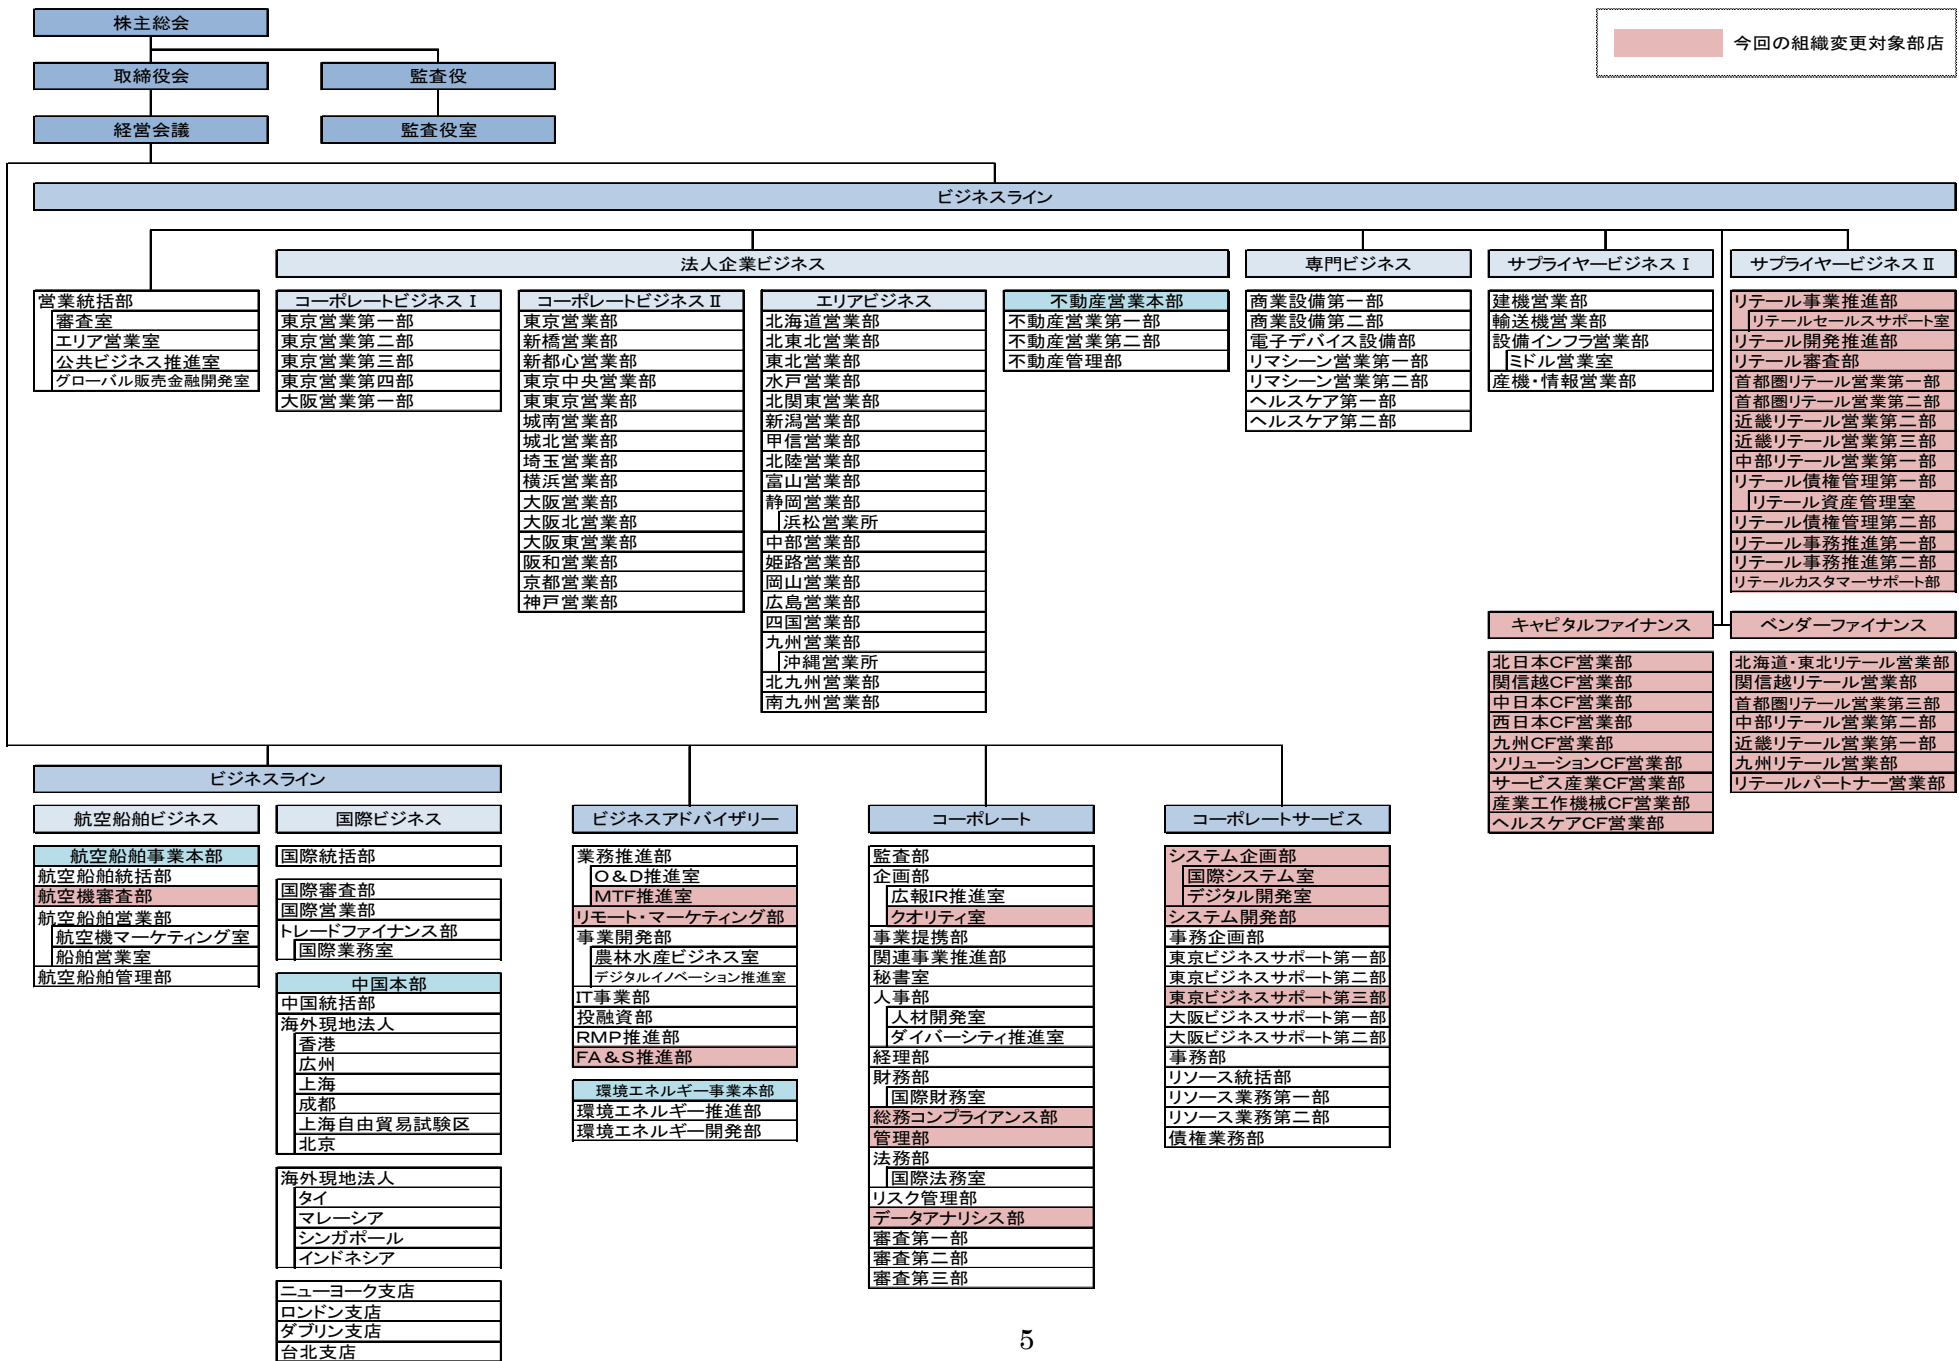 株主総会
今回の組織変更対象部店
取締役会
監査役
経営会議
監査役室
ビジネスライン
法人企業ビジネス
専門ビジネス
サプライヤービジネスⅠ
サプライヤービジネスⅡ
営業統括部
審査室
エリア営業室
公共ビジネス推進室
グローバル販売金融開発室
コーポレートビジネスⅠ
東京営業第一部
東京営業第二部
東京営業第三部
東京営業第四部
大阪営業第一部
コーポレートビジネスⅡ
東京営業部
新橋営業部
新都心営業部
東京中央営業部
東東京営業部
城南営業部
城北営業部
埼玉営業部
横浜営業部
大阪営業部
大阪北営業部
大阪東営業部
阪和営業部
京都営業部
神戸営業部
エリアビジネス
北海道営業部
北東北営業部
東北営業部
水戸営業部
北関東営業部
新潟営業部
甲信営業部
北陸営業部
富山営業部
静岡営業部
浜松営業所
中部営業部
姫路営業部
岡山営業部
広島営業部
四国営業部
九州営業部
沖縄営業所
北九州営業部
南九州営業部
不動産営業本部
不動産営業第一部
不動産営業第二部
不動産管理部
商業設備第一部
商業設備第二部
電子デバイス設備部
リマシーン営業第一部
リマシーン営業第二部
ヘルスケア第一部
ヘルスケア第二部
建機営業部
輸送機営業部
設備インフラ営業部
ミドル営業室
産機・情報営業部
リテール事業推進部
リテールセールスサポート室
リテール開発推進部
リテール審査部
首都圏リテール営業第一部
首都圏リテール営業第二部
近畿リテール営業第二部
近畿リテール営業第三部
中部リテール営業第一部
リテール債権管理第一部
リテール資産管理室
リテール債権管理第二部
リテール事務推進第一部
リテール事務推進第二部
リテールカスタマーサポート部
キャピタルファイナンス
北日本CF営業部
関信越CF営業部
中日本CF営業部
西日本CF営業部
九州CF営業部
ソリューションCF営業部
サービス産業CF営業部
産業工作機械CF営業部
ヘルスケアCF営業部
ベンダーファイナンス
北海道・東北リテール営業部
関信越リテール営業部
首都圏リテール営業第三部
中部リテール営業第二部
近畿リテール営業第一部
九州リテール営業部
リテールパートナー営業部
ビジネスライン
航空船舶ビジネス
航空船舶事業本部
航空船舶統括部
航空機審査部
航空船舶営業部
航空機マーケティング室
船舶営業室
航空船舶管理部
国際ビジネス
国際統括部
国際審査部
国際営業部
トレードファイナンス部
国際業務室
中国本部
中国統括部
海外現地法人
香港
広州
上海
成都
上海自由貿易試験区
北京
海外現地法人
タイ
マレーシア
シンガポール
インドネシア
ニューヨーク支店
ロンドン支店
ダブリン支店
台北支店
ビジネスアドバイザリー
業務推進部
O&D推進室
MTF推進室
リモート・マーケティング部
事業開発部
農林水産ビジネス室
デジタルイノベーション推進室
IT事業部
投融資部
RMP推進部
FA&S推進部
環境エネルギー事業本部
環境エネルギー推進部
環境エネルギー開発部
コーポレート
監査部
企画部
広報IR推進室
クオリティ室
事業提携部
関連事業推進部
秘書室
人事部
人材開発室
ダイバーシティ推進室
経理部
財務部
国際財務室
総務コンプライアンス部
管理部
法務部
国際法務室
リスク管理部
データアナリシス部
審査第一部
審査第二部
審査第三部
コーポレートサービス
システム企画部
国際システム室
デジタル開発室
システム開発部
事務企画部
東京ビジネスサポート第一部
東京ビジネスサポート第二部
東京ビジネスサポート第三部
大阪ビジネスサポート第一部
大阪ビジネスサポート第二部
事務部
リソース統括部
リソース業務第一部
リソース業務第二部
債権業務部
5